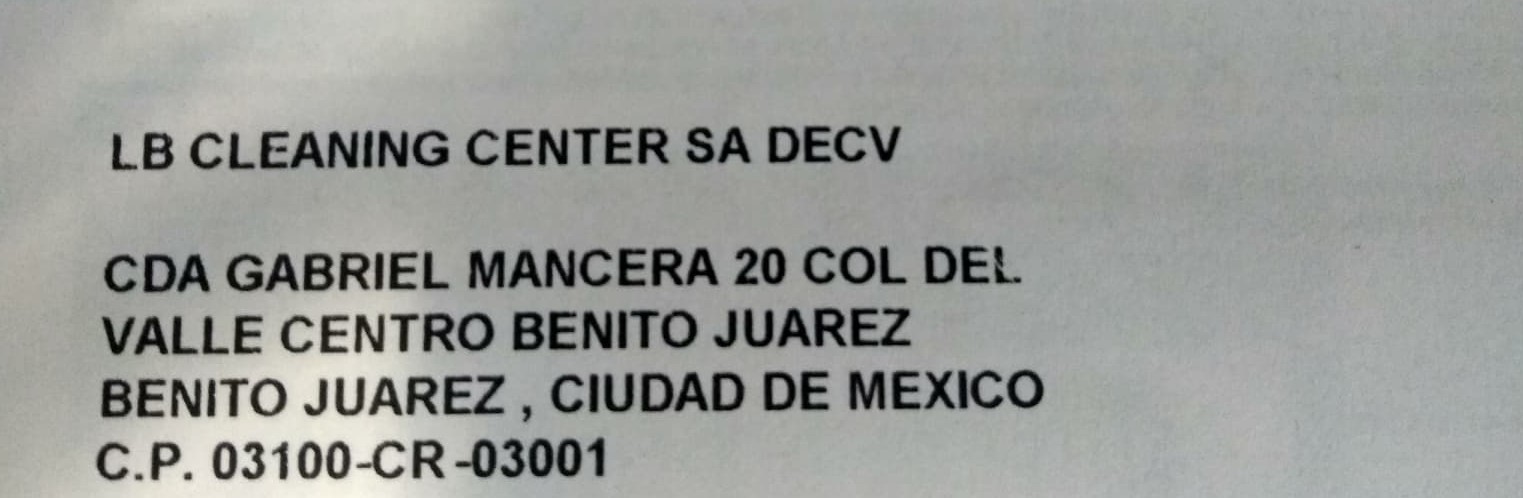 LB CLEANING CENTER SA DECV
CDA GABRIEL MANCERA 20 COL DEL
VALLE CENTRO BENITO JUAREZ
BENITO JUAREZ , CIUDAD DE MEXICO
C.P. 03100-CR -03001